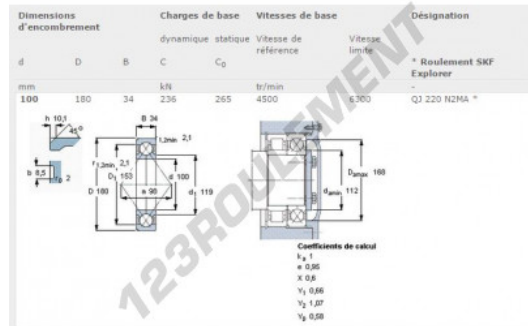 Dimensions d'encombrement Charges de base Vitesses de base Désignation
dynamique statique Vitesse de référence Vitesse limite
d D B C C0 * Roulement SKF Explorer
mm kN tr/min -
100 180 34 236 265 4500 6300 QJ 220 N2MA *
h 10,1
45°
b 8,5
r0 2
B 34
r1,2min. 2,1
r1,2min. 2,1
D1 153 d 100
D 180 a 98 d1 119
Damax 168
damin 112
Coefficients de calcul
ka 1
e 0,95
X 0,6
Y1 0,66
Y2 1,07
Y0 0,58
123ROULEMENT